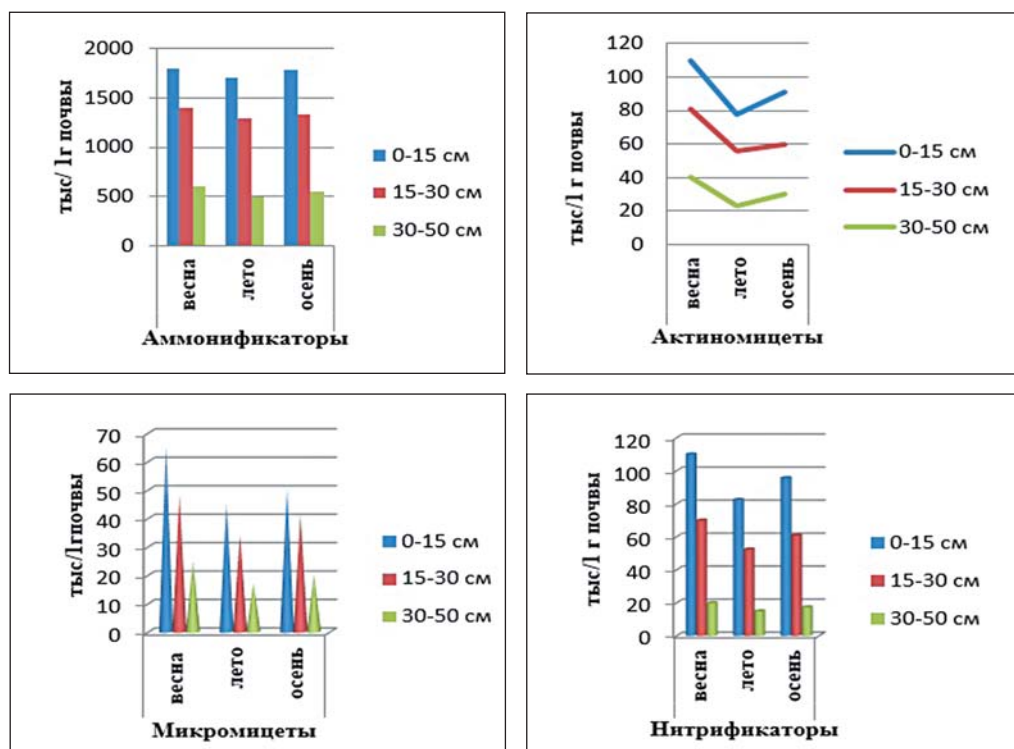 2000
1500
1000
500
0
тыс/ 1г почвы
весна
лето
осень
Аммонификаторы
0-15 см
15-30 см
30-50 см
120
100
80
60
40
20
0
тыс/1 г почвы
весна
лето
осень
Актиномицеты
0-15 см
15-30 см
30-50 см
70
60
50
40
30
20
10
0
тыс/1гпочвы
весна
лето
осень
Микромицеты
0-15 см
15-30 см
30-50 см
120
100
80
60
40
20
0
тыс/1 г почвы
весна
лето
осень
Нитрификаторы
0-15 см
15-30 см
30-50 см